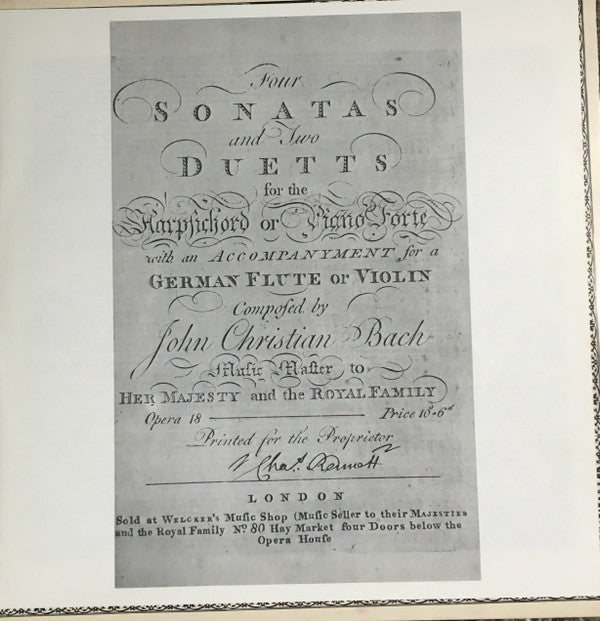 Four
SONATAS
and Two
DUETTS
for the
Harpsichord or Piano Forte
with an ACCOMPANYMENT for a
GERMAN FLUTE or VIOLIN
Composed by
John Christian Bach
Muſic Maſter to
HER MAJESTY and the ROYAL FAMILY
Opera 18 Price 10s-6d
Printed for the Proprietor
LONDON
Sold at WELCKER's Muſic Shop (Muſic Seller to their MAJESTIES
and the Royal Family No 80 Hay Market four Doors below the
Opera Houſe